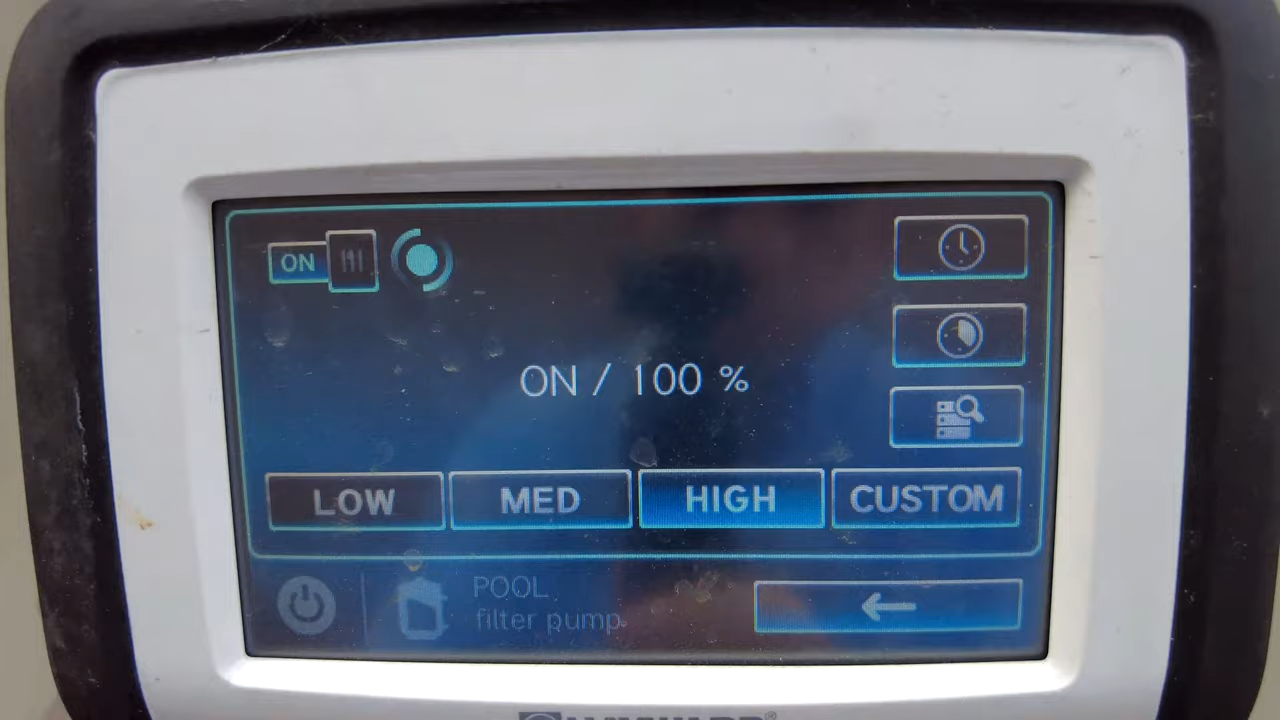 ON
ON / 100 %
LOW MED HIGH CUSTOM
POOL
filter pump